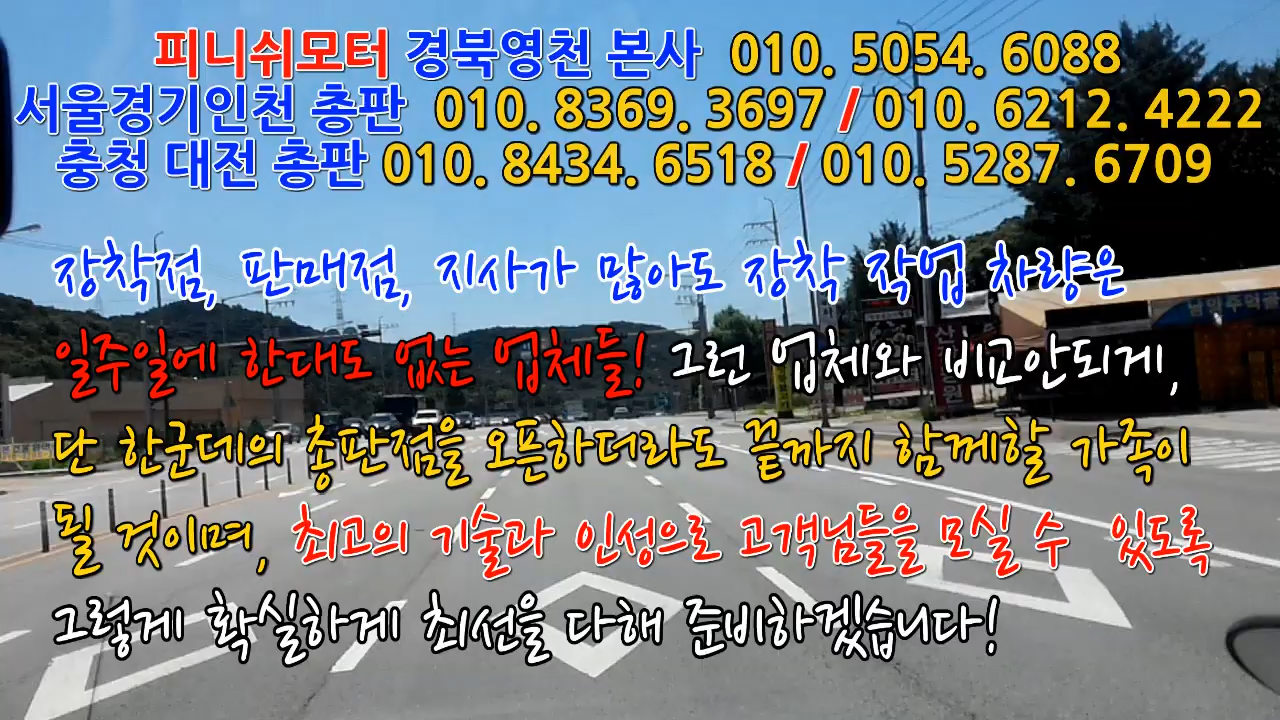 피니쉬모터 경북영천 본사 010. 5054. 6088
서울경기인천 총판 010. 8369. 3697 / 010. 6212. 4222
충청 대전 총판 010. 8434. 6518 / 010. 5287. 6709
장착점, 판매점, 지사가 많아도 장착 작업 차량은
일주일에 한대도 없는 업체들! 그런 업체와 비교안되게,
단 한군데의 총판점을 오픈하더라도 끝까지 함께할 가족이
될 것이며, 최고의 기술과 인성으로 고객님들을 모실 수 있도록
그렇게 확실하게 최선을 다해 준비하겠습니다!